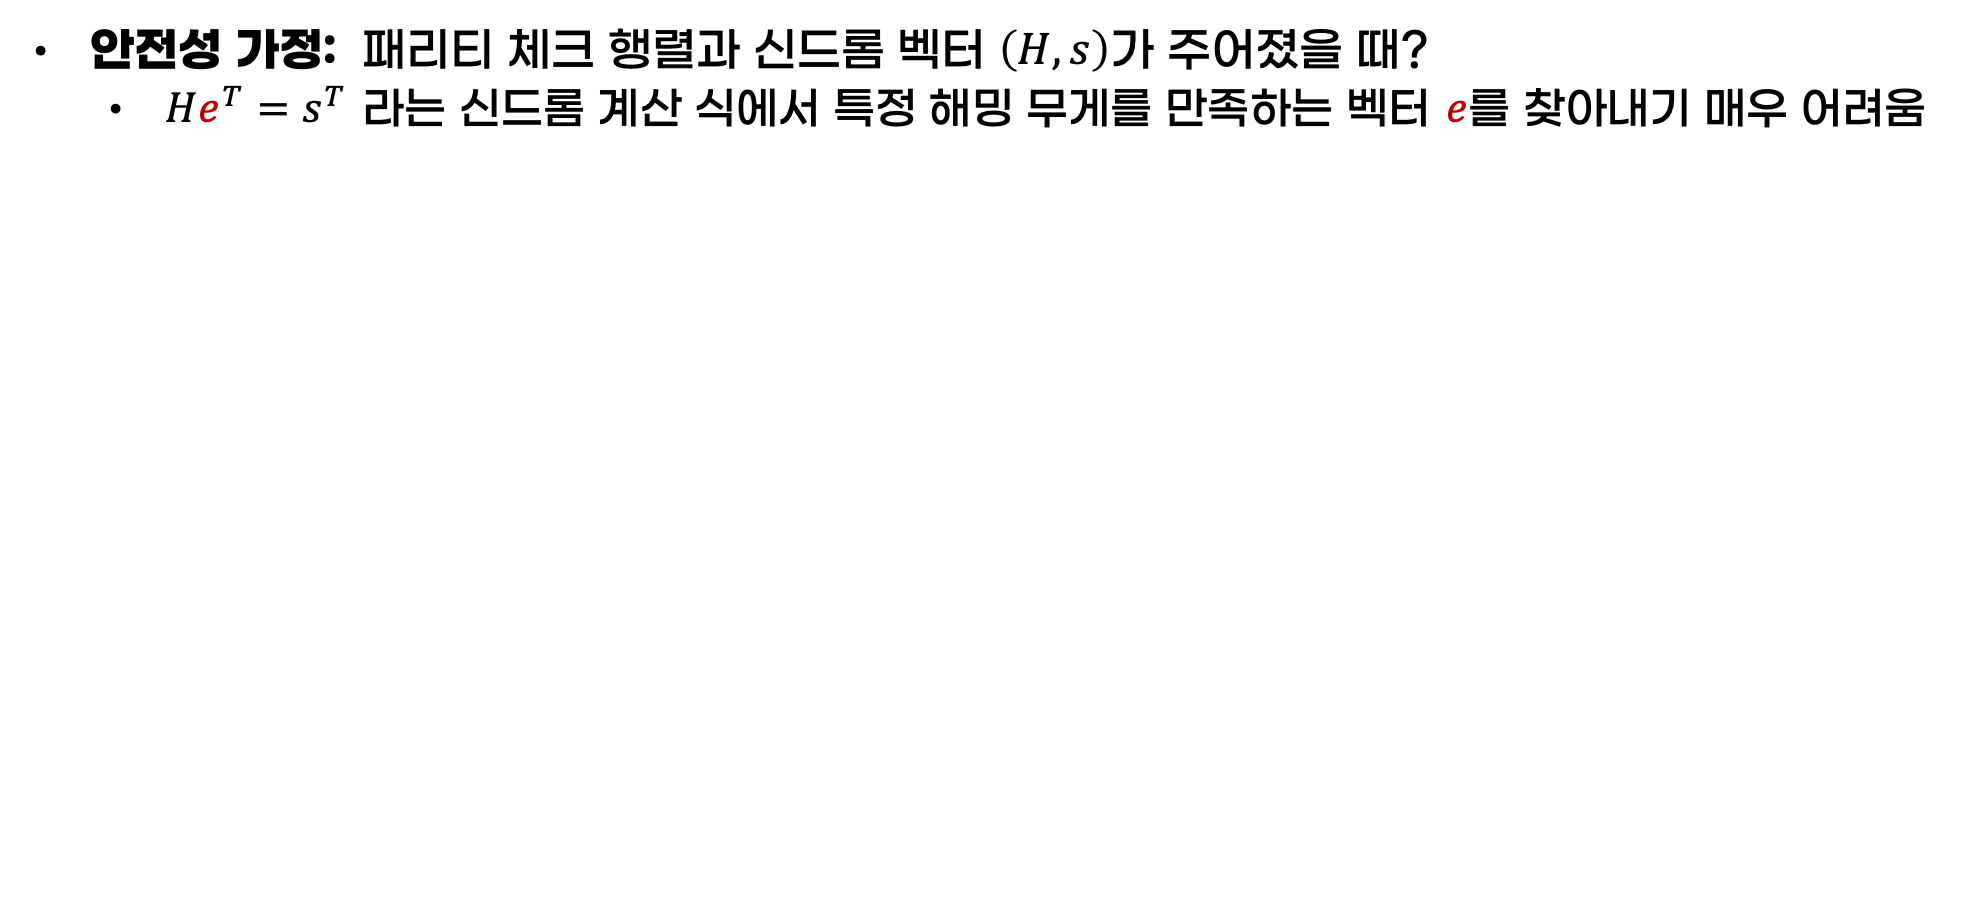 • 안전성 가정: 패리티 체크 행렬과 신드롬 벡터 (H, s)가 주어졌을 때?
• Heᵀ = sᵀ 라는 신드롬 계산 식에서 특정 해밍 무게를 만족하는 벡터 e를 찾아내기 매우 어려움